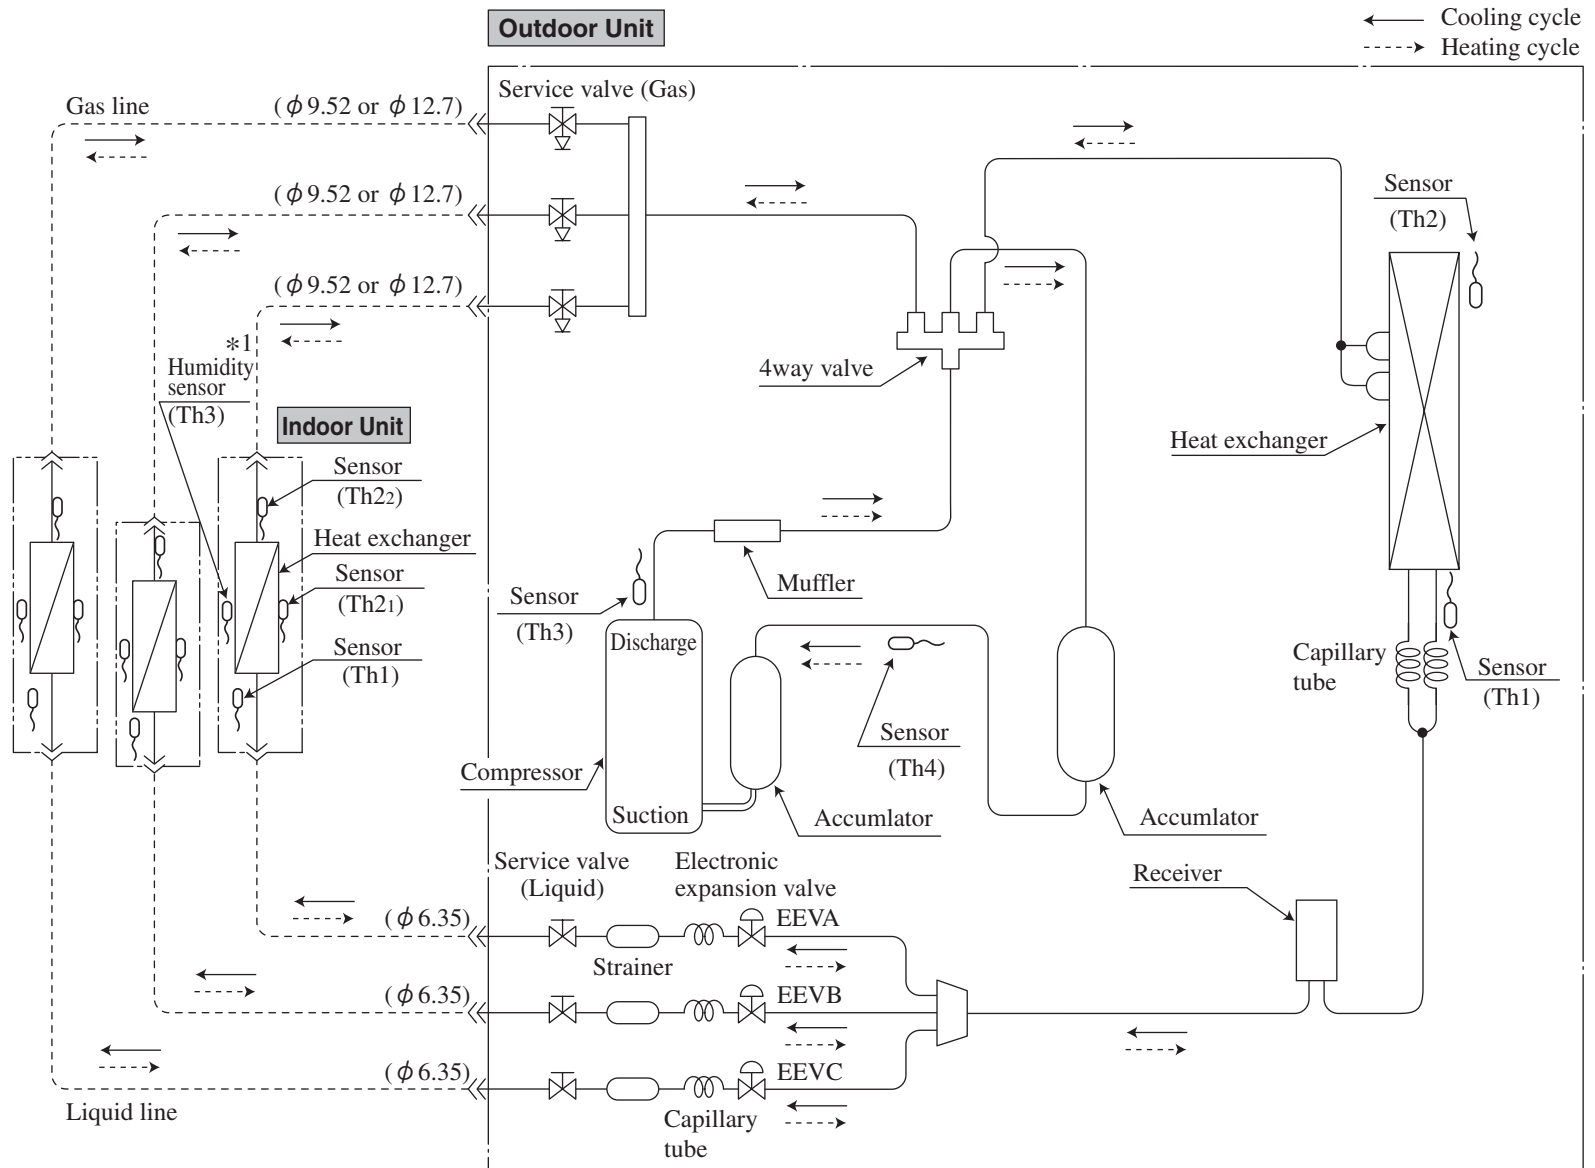 Outdoor Unit
Cooling cycle
Heating cycle
Gas line
(ϕ9.52 or ϕ12.7)
Service valve (Gas)
(ϕ9.52 or ϕ12.7)
Sensor
(Th2)
(ϕ9.52 or ϕ12.7)
*1
Humidity
sensor
(Th3)
4way valve
Indoor Unit
Heat exchanger
Sensor
(Th22)
Heat exchanger
Sensor
(Th21)
Sensor
(Th1)
Muffler
Sensor
(Th3)
Discharge
Capillary
tube
Sensor
(Th1)
Sensor
(Th4)
Compressor
Suction
Accumlator
Accumlator
Service valve
(Liquid)
Electronic
expansion valve
Receiver
(ϕ6.35)
EEVA
Strainer
(ϕ6.35)
EEVB
(ϕ6.35)
EEVC
Liquid line
Capillary
tube